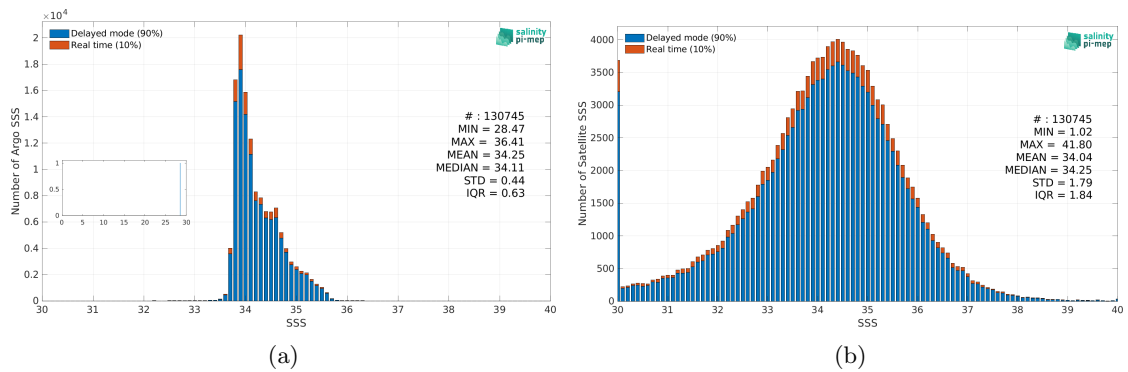 ×10⁴
Delayed mode (90%)
Real time (10%)
salinity
pi-mep
Number of Argo SSS
2
1.8
1.6
1.4
1.2
1
0.8
0.6
0.4
0.2
0
# : 130745
MIN = 28.47
MAX = 36.41
MEAN = 34.25
MEDIAN = 34.11
STD = 0.44
IQR = 0.63
1
0.5
0
0 5 10 15 20 25 30
30 31 32 33 34 35 36 37 38 39 40
SSS
(a)
Delayed mode (90%)
Real time (10%)
salinity
pi-mep
Number of Satellite SSS
4000
3500
3000
2500
2000
1500
1000
500
0
# : 130745
MIN = 1.02
MAX = 41.80
MEAN = 34.04
MEDIAN = 34.25
STD = 1.79
IQR = 1.84
30 31 32 33 34 35 36 37 38 39 40
SSS
(b)